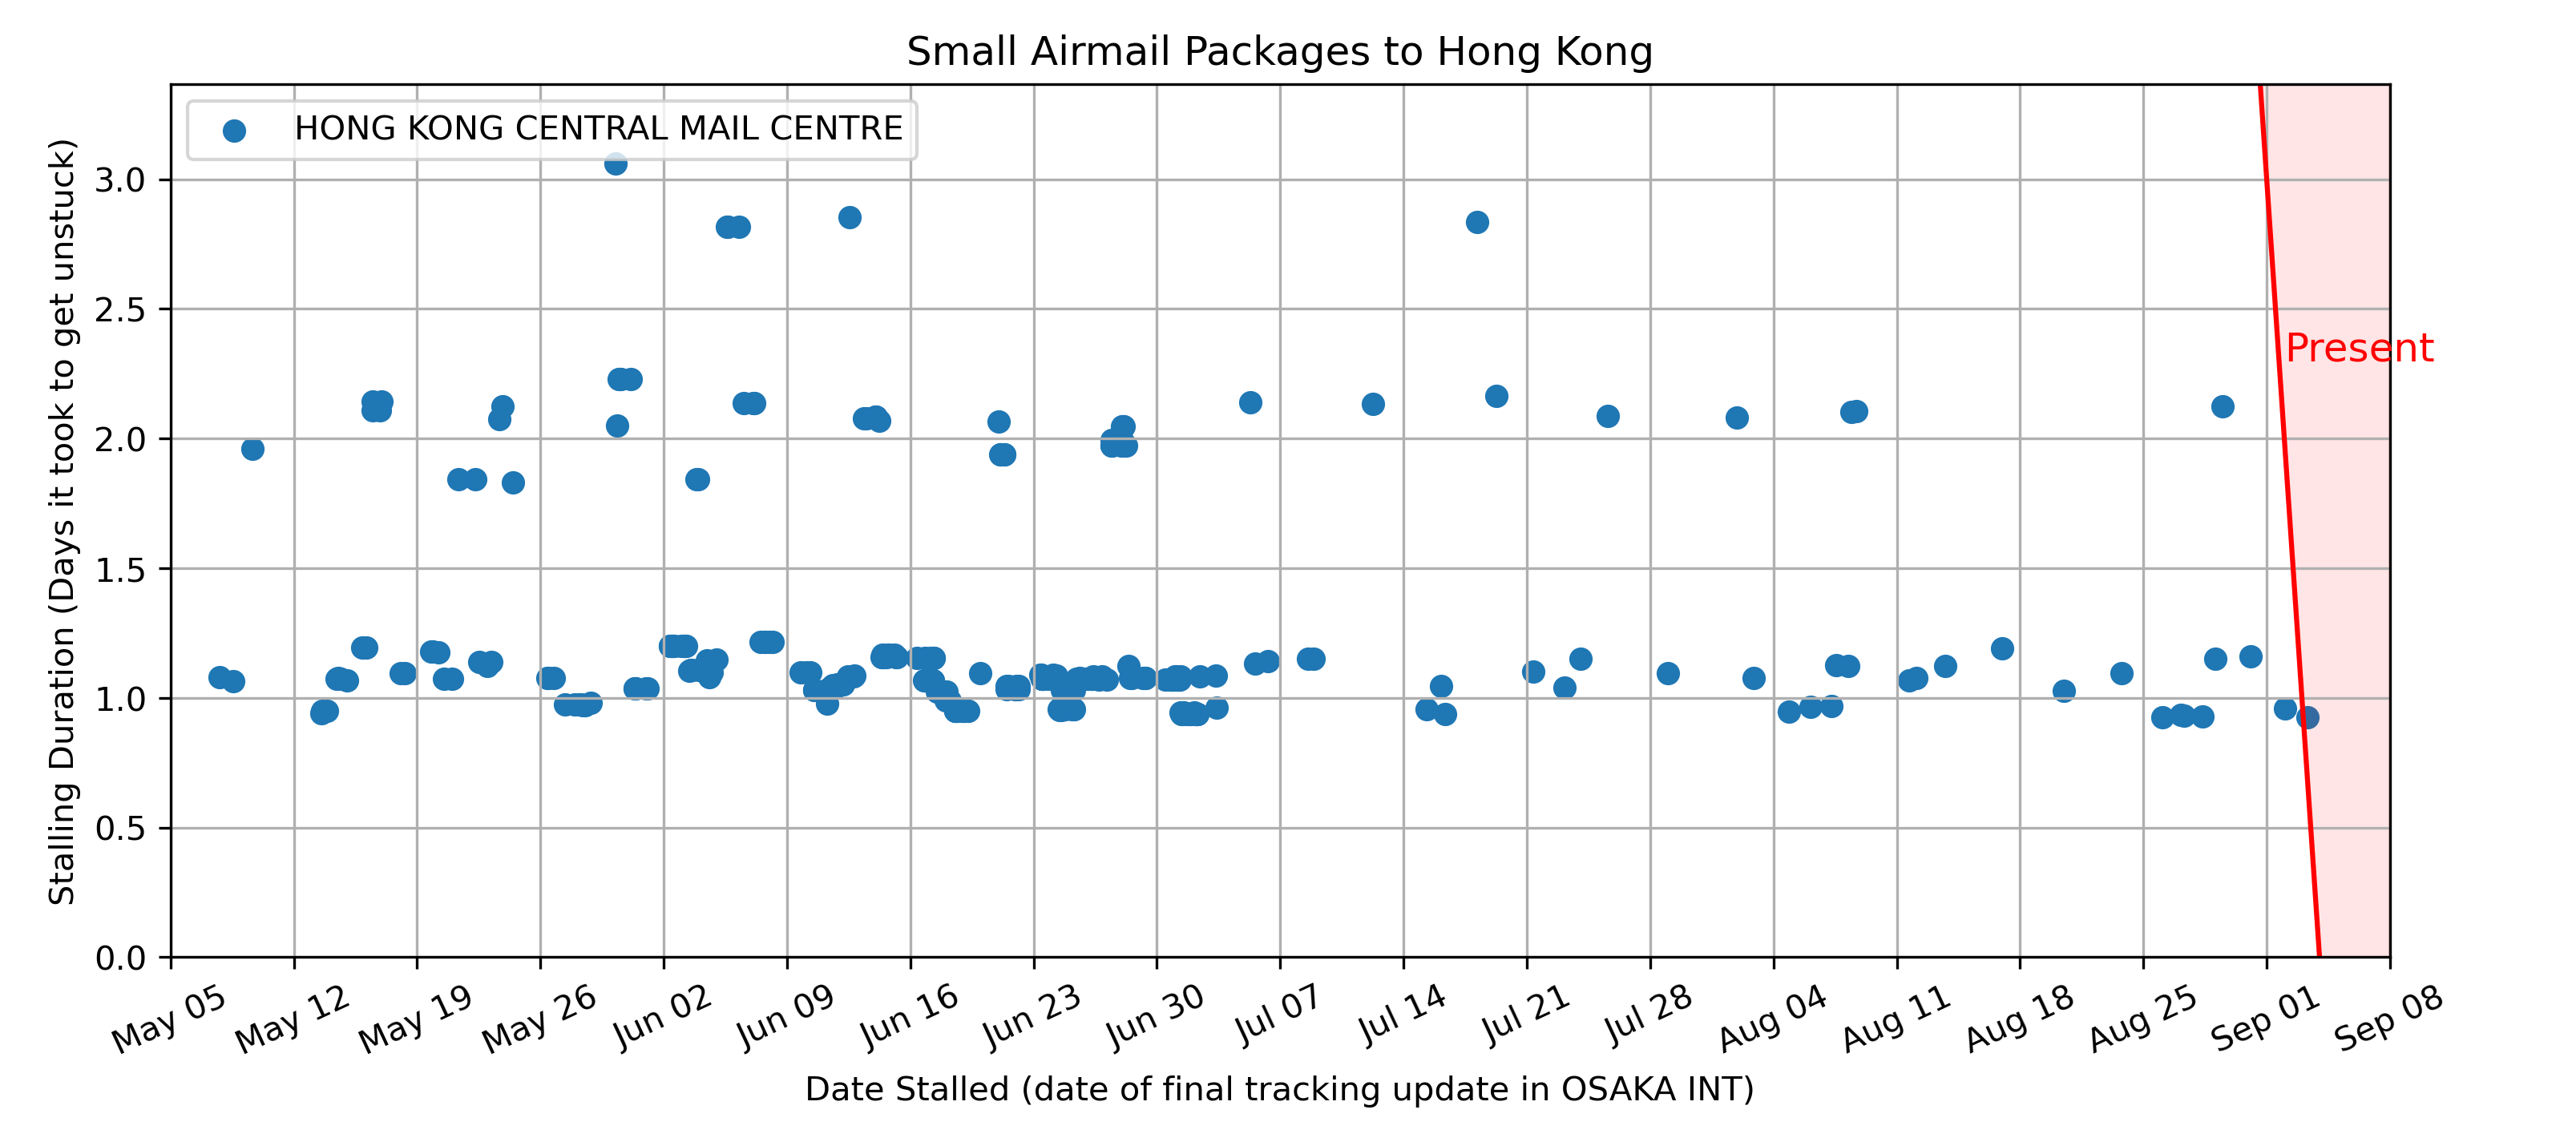 Small Airmail Packages to Hong Kong
HONG KONG CENTRAL MAIL CENTRE
Stalling Duration (Days it took to get unstuck)
3.0
2.5
2.0
1.5
1.0
0.5
0.0
Present
May 05
May 12
May 19
May 26
Jun 02
Jun 09
Jun 16
Jun 23
Jun 30
Jul 07
Jul 14
Jul 21
Jul 28
Aug 04
Aug 11
Aug 18
Aug 25
Sep 01
Sep 08
Date Stalled (date of final tracking update in OSAKA INT)